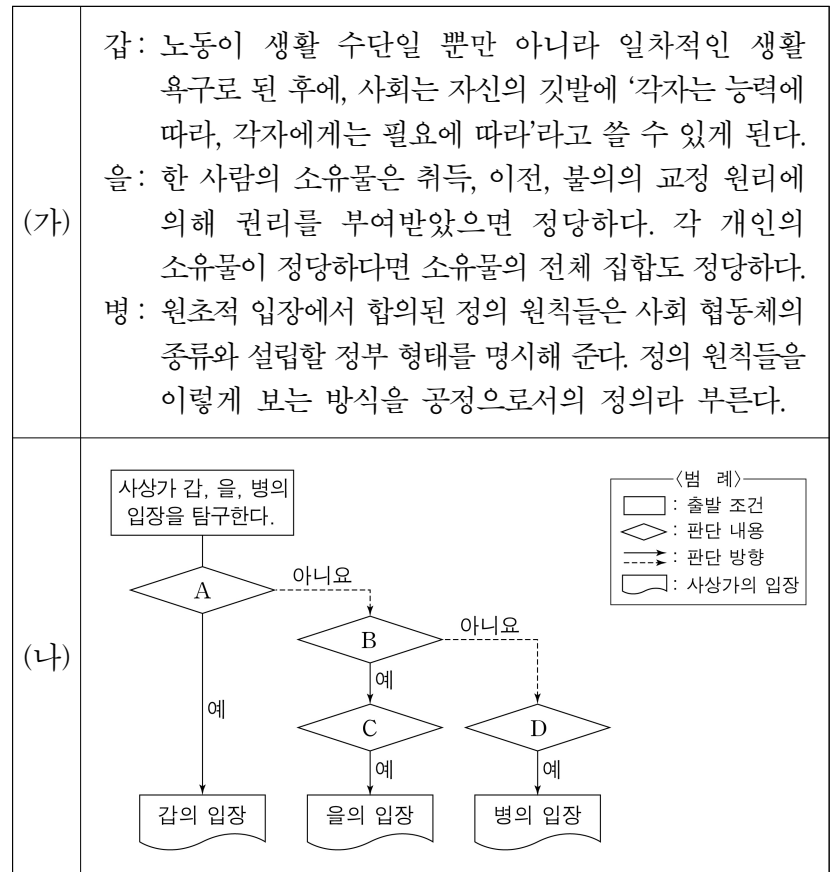 (가)
갑: 노동이 생활 수단일 뿐만 아니라 일차적인 생활
욕구로 된 후에, 사회는 자신의 깃발에 ‘각자는 능력에
따라, 각자에게는 필요에 따라’라고 쓸 수 있게 된다.
을: 한 사람의 소유물은 취득, 이전, 불의의 교정 원리에
의해 권리를 부여받았으면 정당하다. 각 개인의
소유물이 정당하다면 소유물의 전체 집합도 정당하다.
병: 원초적 입장에서 합의된 정의 원칙들은 사회 협동체의
종류와 설립할 정부 형태를 명시해 준다. 정의 원칙들을
이렇게 보는 방식을 공정으로서의 정의라 부른다.
(나)
사상가 갑, 을, 병의
입장을 탐구한다.
〈범 례〉
: 출발 조건
: 판단 내용
: 판단 방향
: 사상가의 입장
A
아니요
B
아니요
예
예
C
D
예
예
갑의 입장
을의 입장
병의 입장